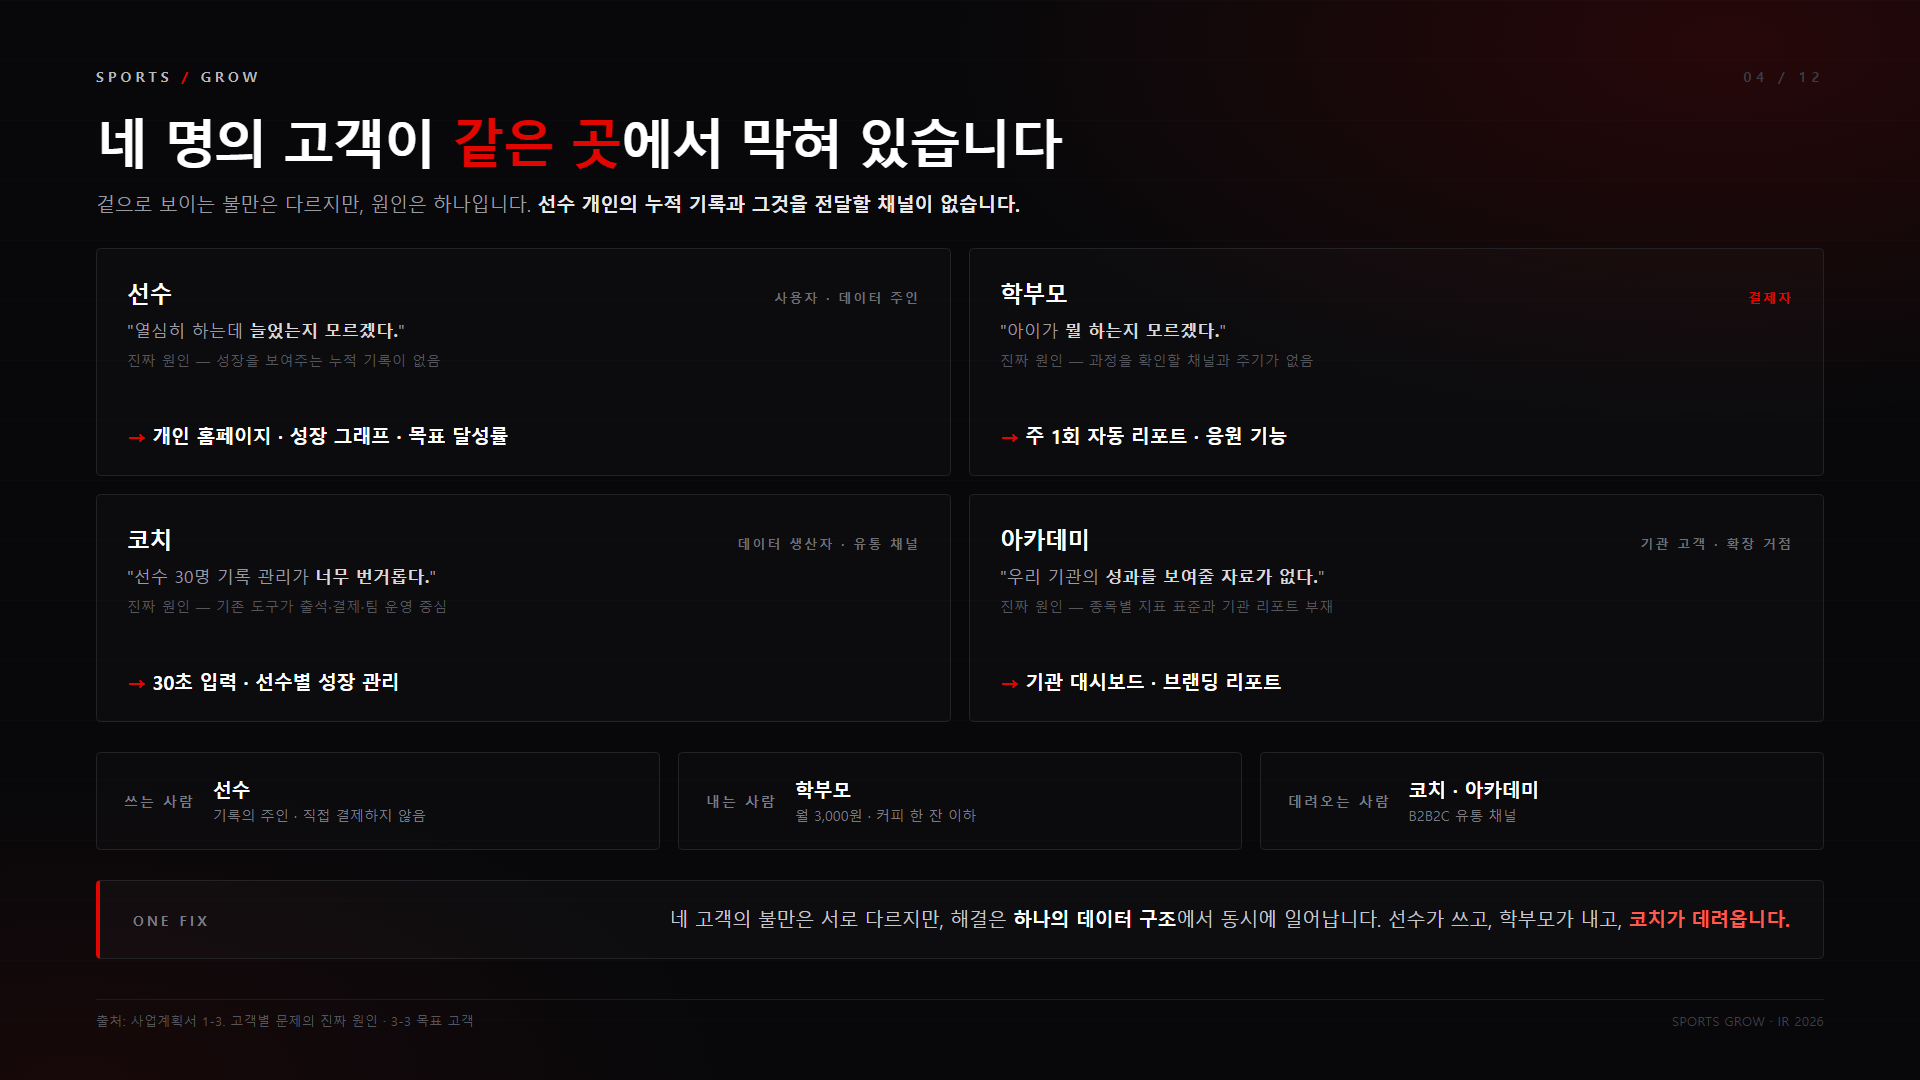 SPORTS / GROW
04 / 12
네 명의 고객이 같은 곳에서 막혀 있습니다
겉으로 보이는 불만은 다르지만, 원인은 하나입니다. 선수 개인의 누적 기록과 그것을 전달할 채널이 없습니다.
선수
사용자 · 데이터 주인
"열심히 하는데 늘었는지 모르겠다."
진짜 원인 — 성장을 보여주는 누적 기록이 없음
→ 개인 홈페이지 · 성장 그래프 · 목표 달성률
학부모
결제자
"아이가 뭘 하는지 모르겠다."
진짜 원인 — 과정을 확인할 채널과 주기가 없음
→ 주 1회 자동 리포트 · 응원 기능
코치
데이터 생산자 · 유통 채널
"선수 30명 기록 관리가 너무 번거롭다."
진짜 원인 — 기존 도구가 출석·결제·팀 운영 중심
→ 30초 입력 · 선수별 성장 관리
아카데미
기관 고객 · 확장 거점
"우리 기관의 성과를 보여줄 자료가 없다."
진짜 원인 — 종목별 지표 표준과 기관 리포트 부재
→ 기관 대시보드 · 브랜딩 리포트
쓰는 사람
선수
기록의 주인 · 직접 결제하지 않음
내는 사람
학부모
월 3,000원 · 커피 한 잔 이하
데려오는 사람
코치 · 아카데미
B2B2C 유통 채널
ONE FIX
네 고객의 불만은 서로 다르지만, 해결은 하나의 데이터 구조에서 동시에 일어납니다. 선수가 쓰고, 학부모가 내고, 코치가 데려옵니다.
출처: 사업계획서 1-3. 고객별 문제의 진짜 원인 · 3-3 목표 고객
SPORTS GROW · IR 2026